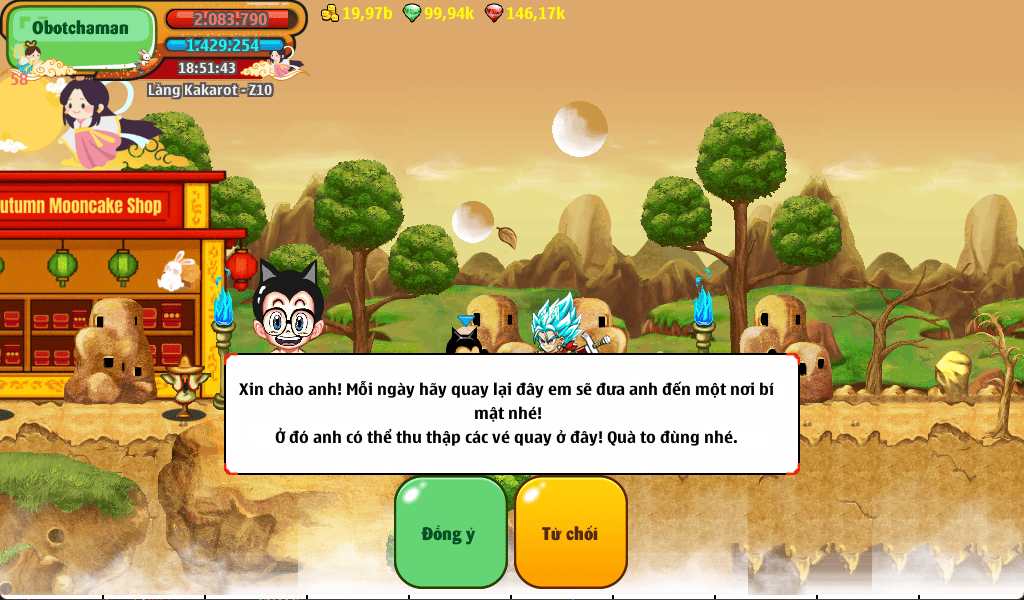 Obotchaman
2.083.790
1.429.254
18:51:43
58
Làng Kakarot - Z10
19,97b
99,94k
146,17k
utumn Mooncake Shop
Xin chào anh! Mỗi ngày hãy quay lại đây em sẽ đưa anh đến một nơi bí
mật nhé!
Ở đó anh có thể thu thập các vé quay ở đây! Quà to đùng nhé.
Đồng ý
Từ chối